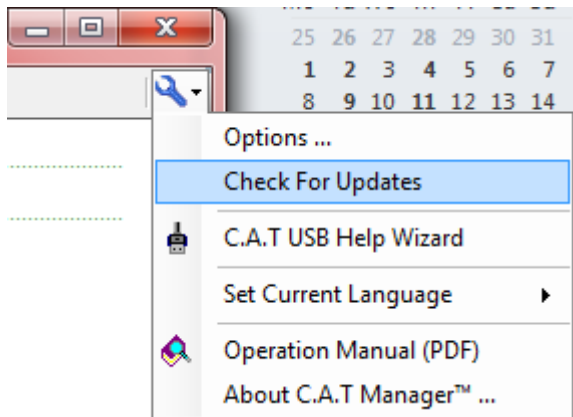 25 26 27 28 29 30 31
1 2 3 4 5 6 7
8 9 10 11 12 13 14
Options ...
Check For Updates
C.A.T USB Help Wizard
Set Current Language
Operation Manual (PDF)
About C.A.T Manager™ ...